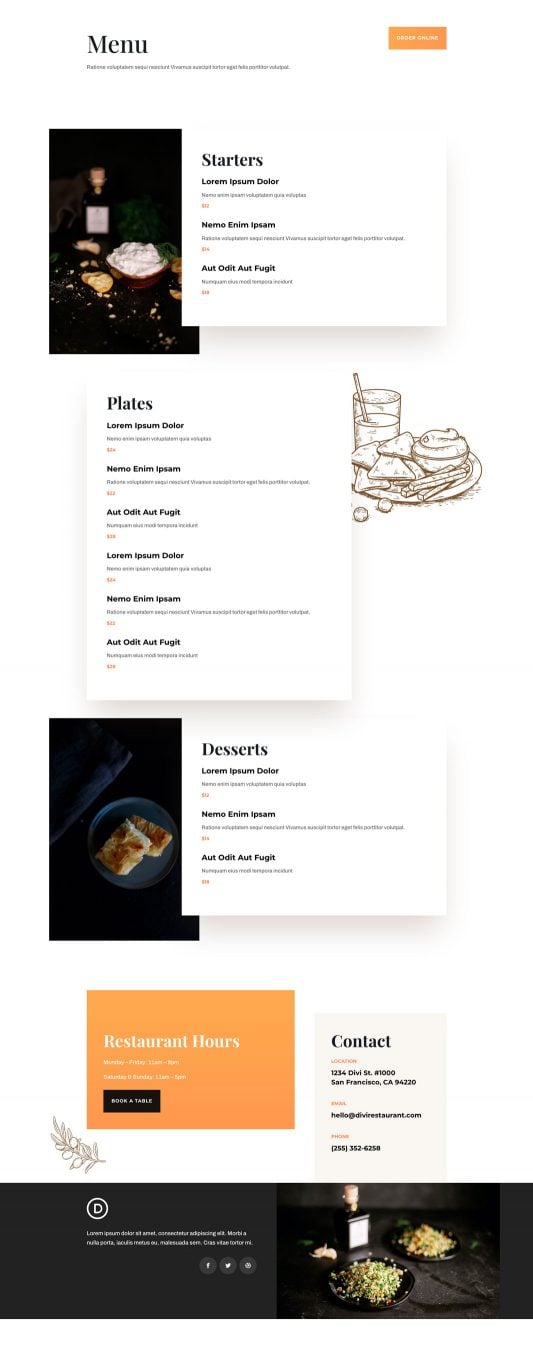 Menu
ORDER ONLINE
Ratione voluptatem sequi nesciunt Vivamus suscipit tortor eget felis porttitor volutpat.
Starters
Lorem Ipsum Dolor
Nemo enim ipsam voluptatem quia voluptas
$12
Nemo Enim Ipsam
Ratione voluptatem sequi nesciunt Vivamus suscipit tortor eget felis porttitor volutpat.
$14
Aut Odit Aut Fugit
Numquam eius modi tempora incidunt
$18
Plates
Lorem Ipsum Dolor
Nemo enim ipsam voluptatem quia voluptas
$24
Nemo Enim Ipsam
Ratione voluptatem sequi nesciunt Vivamus suscipit tortor eget felis porttitor volutpat.
$22
Aut Odit Aut Fugit
Numquam eius modi tempora incidunt
$28
Lorem Ipsum Dolor
Nemo enim ipsam voluptatem quia voluptas
$24
Nemo Enim Ipsam
Ratione voluptatem sequi nesciunt Vivamus suscipit tortor eget felis porttitor volutpat.
$22
Aut Odit Aut Fugit
Numquam eius modi tempora incidunt
$28
Desserts
Lorem Ipsum Dolor
Nemo enim ipsam voluptatem quia voluptas
$12
Nemo Enim Ipsam
Ratione voluptatem sequi nesciunt Vivamus suscipit tortor eget felis porttitor volutpat.
$14
Aut Odit Aut Fugit
Numquam eius modi tempora incidunt
$18
Restaurant Hours
Monday - Friday: 11am - 9pm
Saturday & Sunday: 11am - 5pm
BOOK A TABLE
Contact
LOCATION
1234 Divi St. #1000
San Francisco, CA 94220
EMAIL
hello@divirestaurant.com
PHONE
(255) 352-6258
D
Lorem ipsum dolor sit amet, consectetur adipiscing elit. Morbi a
nulla porta, iaculis metus eu, malesuada sem. Cras vitae tortor mi.